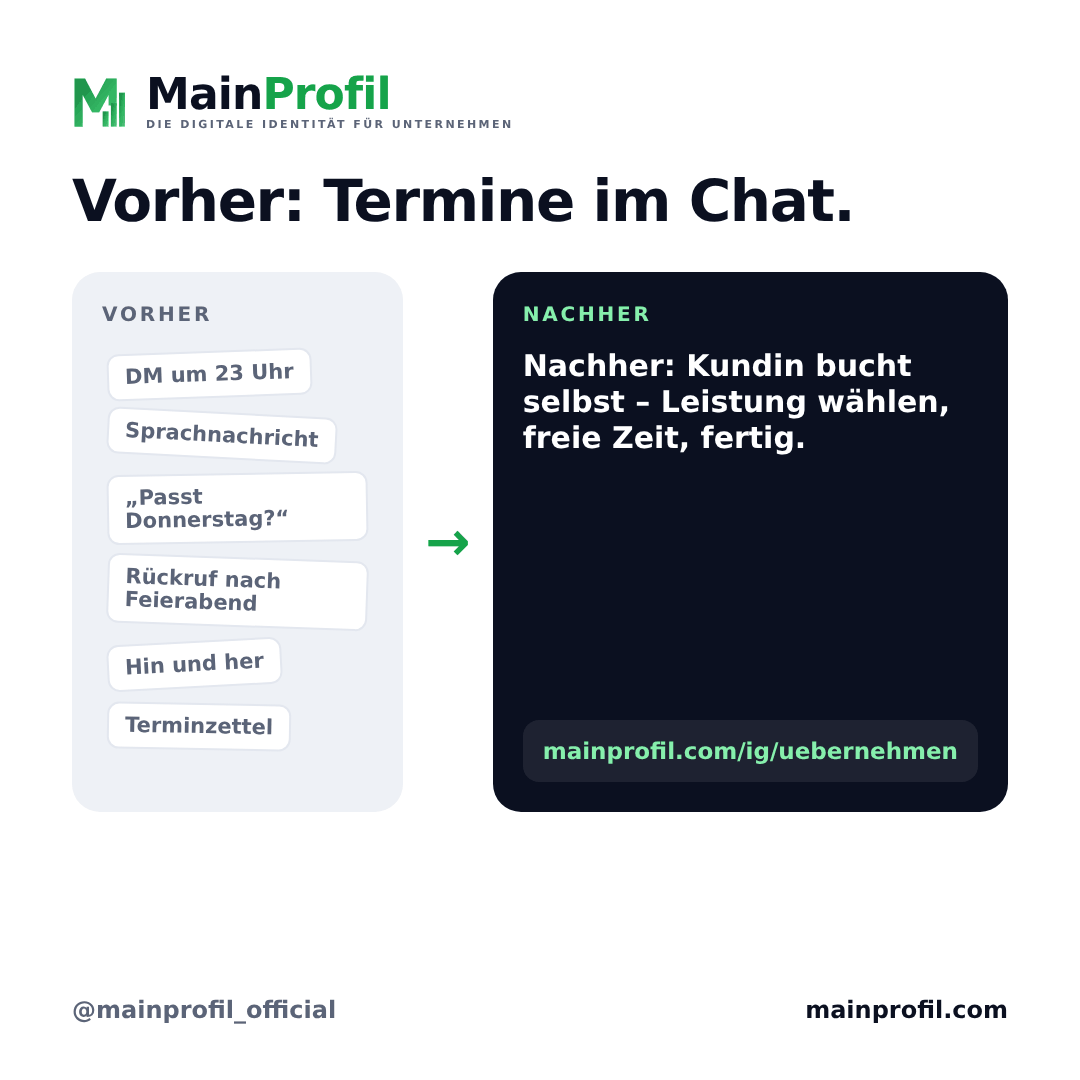 MainProfil
DIE DIGITALE IDENTITÄT FÜR UNTERNEHMEN
Vorher: Termine im Chat.
VORHER
DM um 23 Uhr
Sprachnachricht
„Passt
Donnerstag?“
Rückruf nach
Feierabend
Hin und her
Terminzettel
→
NACHHER
Nachher: Kundin bucht
selbst – Leistung wählen,
freie Zeit, fertig.
mainprofil.com/ig/uebernehmen
@mainprofil_official
mainprofil.com